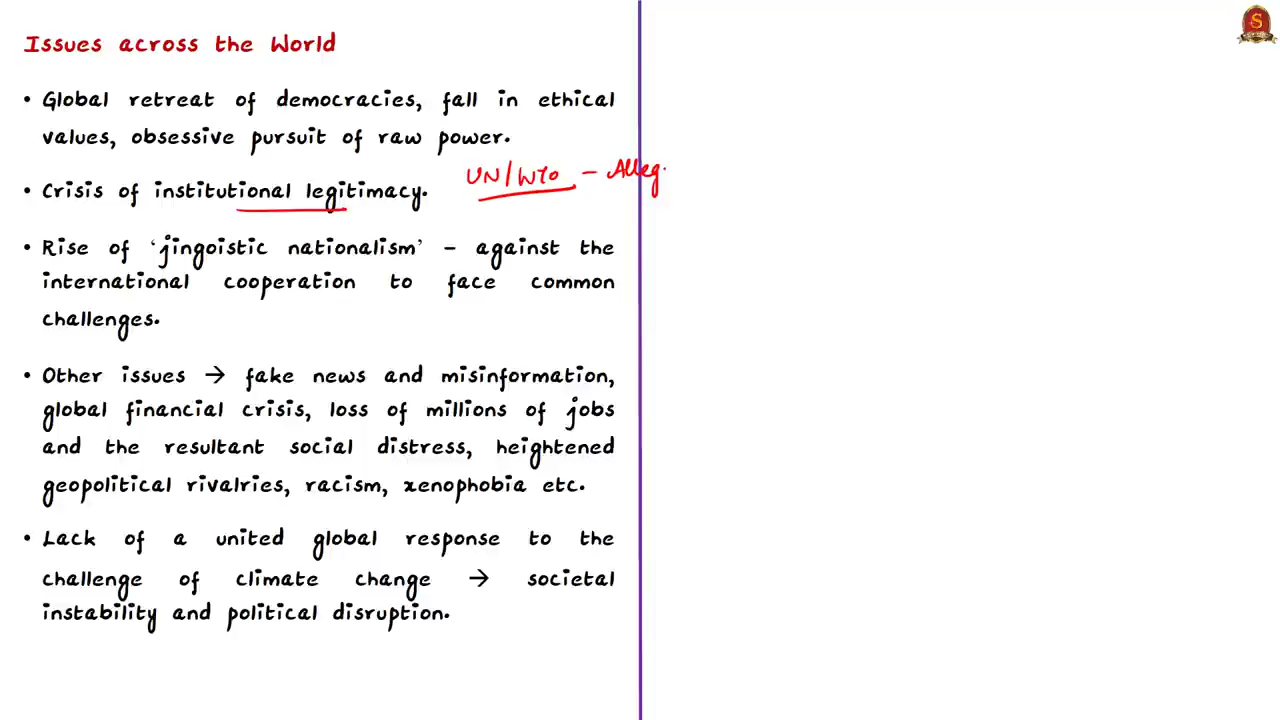 Issues across the World
• Global retreat of democracies, fall in ethical
values, obsessive pursuit of raw power.
UN/WTO - Alleg.
• Crisis of institutional legitimacy.
• Rise of ‘jingoistic nationalism’ – against the
international cooperation to face common
challenges.
• Other issues → fake news and misinformation,
global financial crisis, loss of millions of jobs
and the resultant social distress, heightened
geopolitical rivalries, racism, xenophobia etc.
• Lack of a united global response to the
challenge of climate change → societal
instability and political disruption.
S